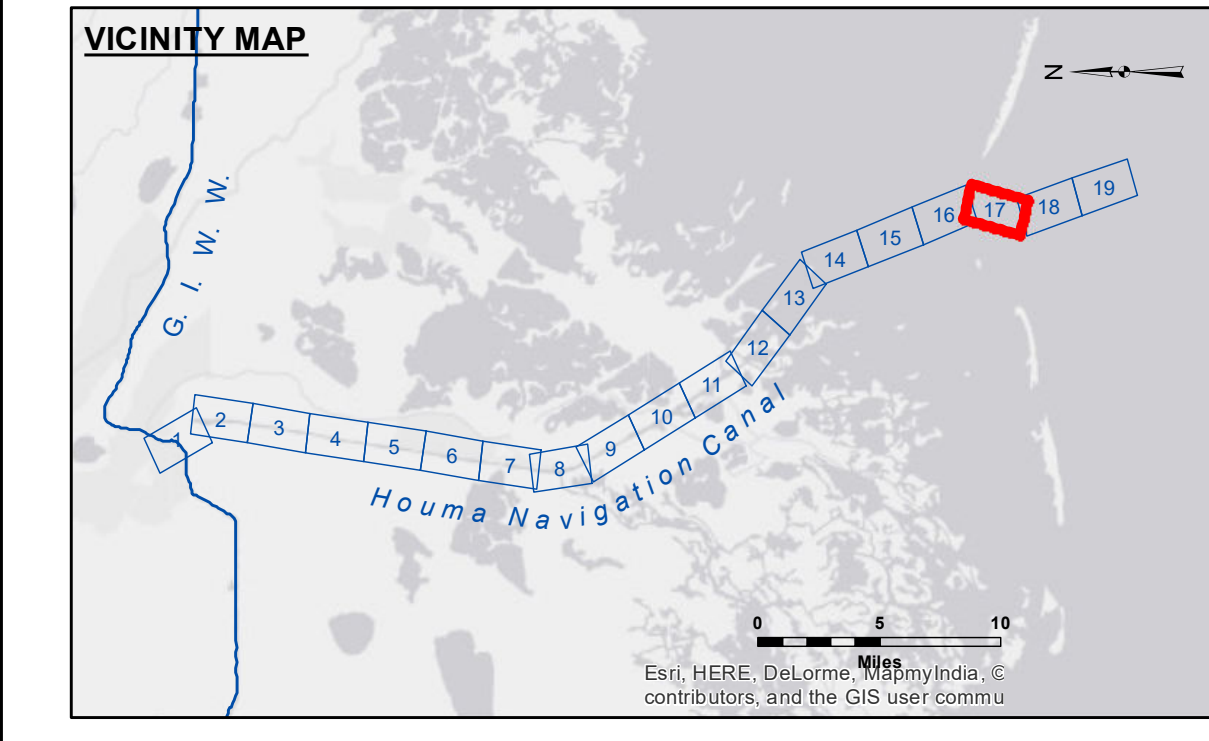 VICINITY MAP
N
G. I. W. W.
1
2
3
4
5
6
7
8
9
10
11
12
13
14
15
16
17
18
19
Houma Navigation Canal
0 5 10
Miles
Esri, HERE, DeLorme, MapmyIndia, ©
contributors, and the GIS user commu